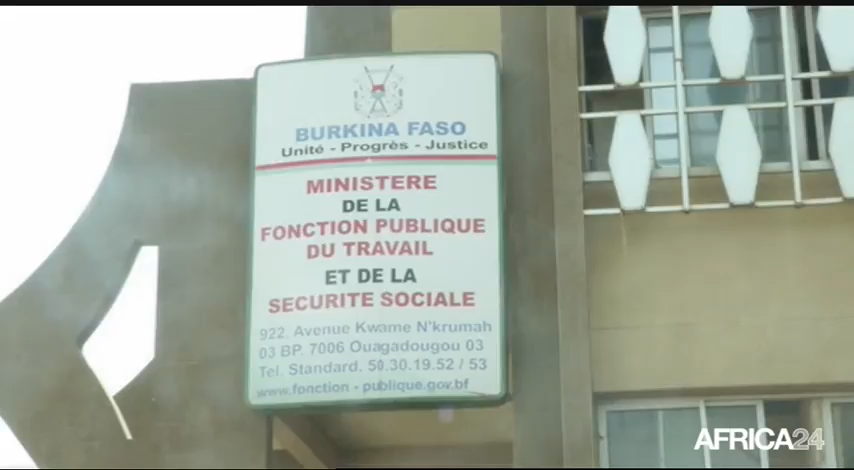 BURKINA FASO
Unité - Progrès - Justice
MINISTERE
DE LA
FONCTION PUBLIQUE
DU TRAVAIL
ET DE LA
SECURITE SOCIALE
922. Avenue Kwame N'krumah
03 BP. 7006 Ouagadougou 03
Tel. Standard. 50.30.19.52 / 53
www.fonction - publique.gov.bf
AFRICA24